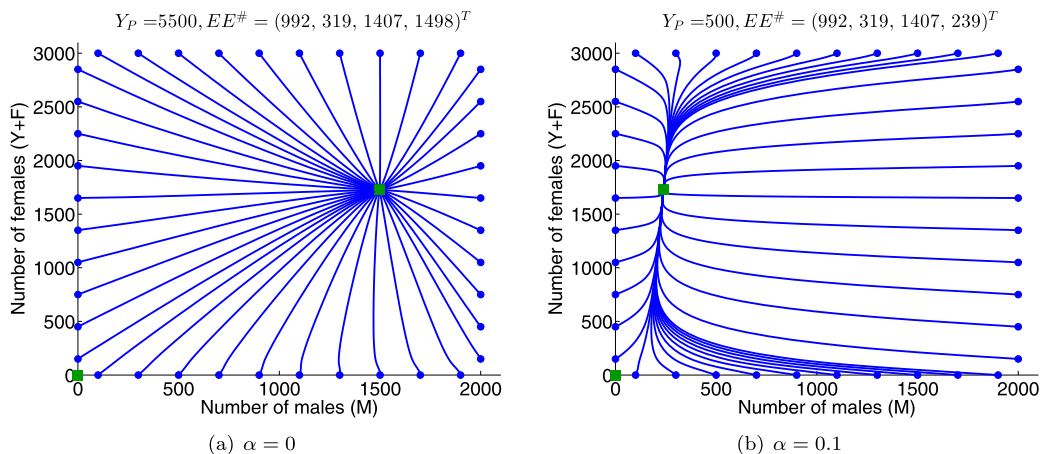 Y_P =5500, EE^# = (992, 319, 1407, 1498)^T
Number of females (Y+F)
3000
2500
2000
1500
1000
500
0
0 500 1000 1500 2000
Number of males (M)
(a) α = 0
Y_P =500, EE^# = (992, 319, 1407, 239)^T
Number of females (Y+F)
3000
2500
2000
1500
1000
500
0
0 500 1000 1500 2000
Number of males (M)
(b) α = 0.1